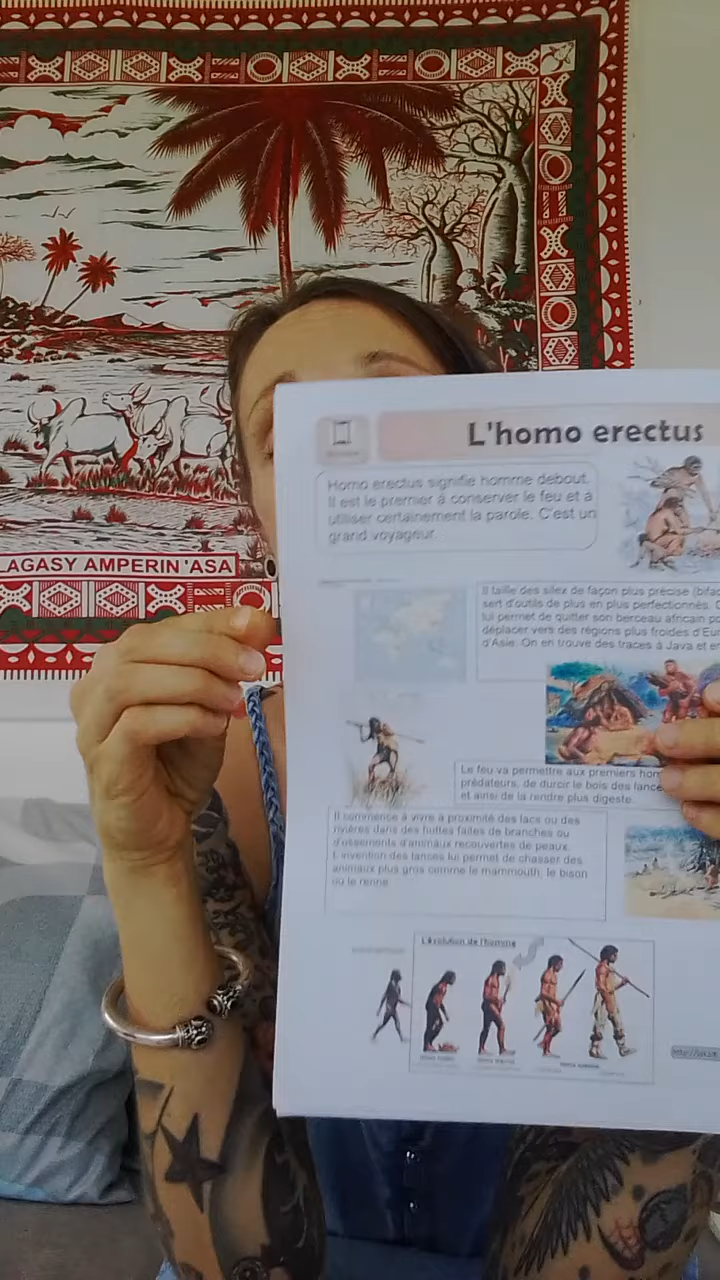 LAGASY AMPERIN'ASA
L'homo erectus
Homo erectus signifie homme debout.
Il est le premier à conserver le feu et à
utiliser certainement la parole. C'est un
grand voyageur.
Il taille des silex de façon plus précise (bifa
sert d'outils de plus en plus perfectionnés.
lui permet de quitter son berceau africain po
déplacer vers des régions plus froides d'Eu
d'Asie. On en trouve des traces à Java et en
Le feu va permettre aux premiers hom
prédateurs, de durcir le bois des lance
et ainsi de la rendre plus digeste.
Il commence à vivre à proximité des lacs ou des
rivières dans des huttes faites de branches ou
d'ossements d'animaux recouvertes de peaux.
L'invention des lances lui permet de chasser des
animaux plus gros comme le mammouth, le bison
ou le renne.
L'évolution de l'homme